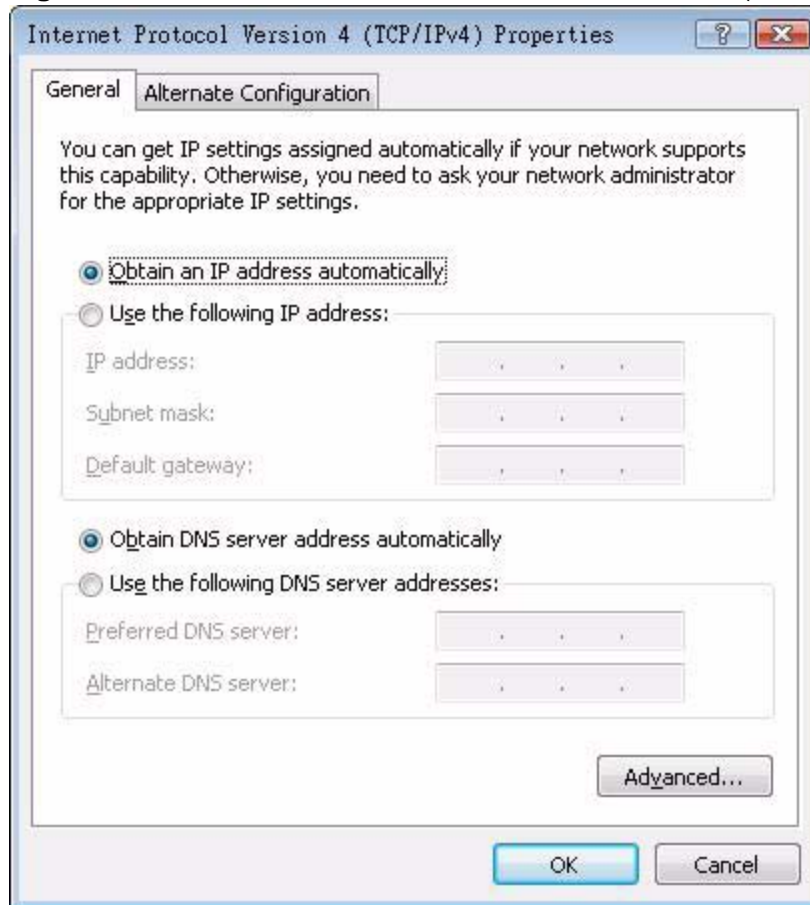 Internet Protocol Version 4 (TCP/IPv4) Properties
General
Alternate Configuration
You can get IP settings assigned automatically if your network supports
this capability. Otherwise, you need to ask your network administrator
for the appropriate IP settings.
Obtain an IP address automatically
Use the following IP address:
IP address:
Subnet mask:
Default gateway:
Obtain DNS server address automatically
Use the following DNS server addresses:
Preferred DNS server:
Alternate DNS server:
Advanced...
OK
Cancel